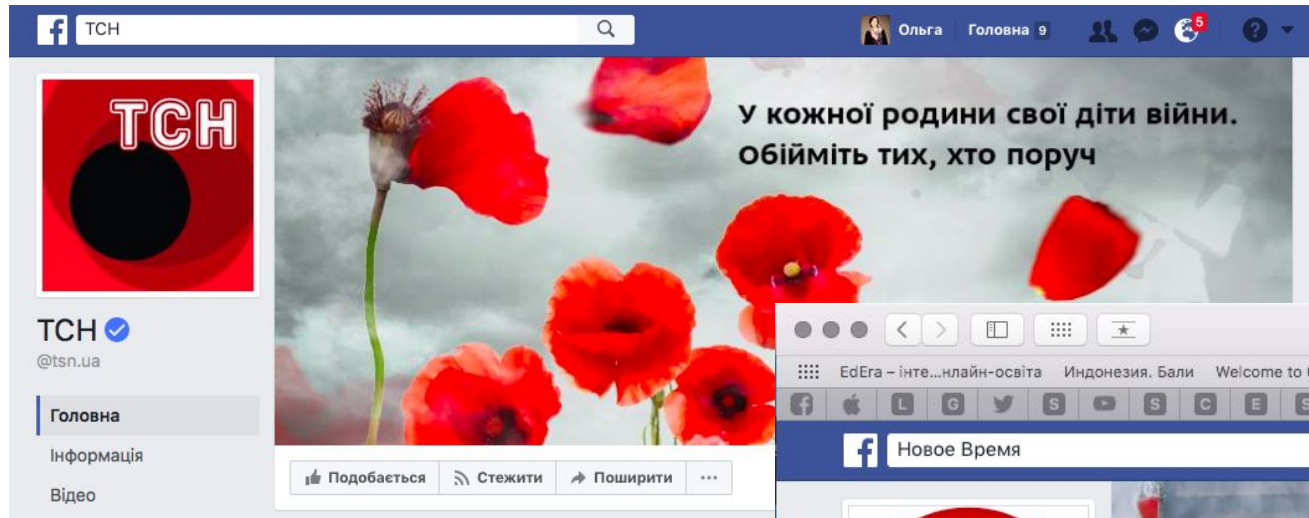 ТСН
Ольга Головна 9
5
?
ТСН
У кожної родини свої діти війни.
Обійміть тих, хто поруч
ТСН
@tsn.ua
Головна
Інформація
Відео
Подобається Стежити Поширити ...
EdEra – інте...нлайн-освіта Индонезия. Бали Welcome to
L G S S C E S
Новое Время